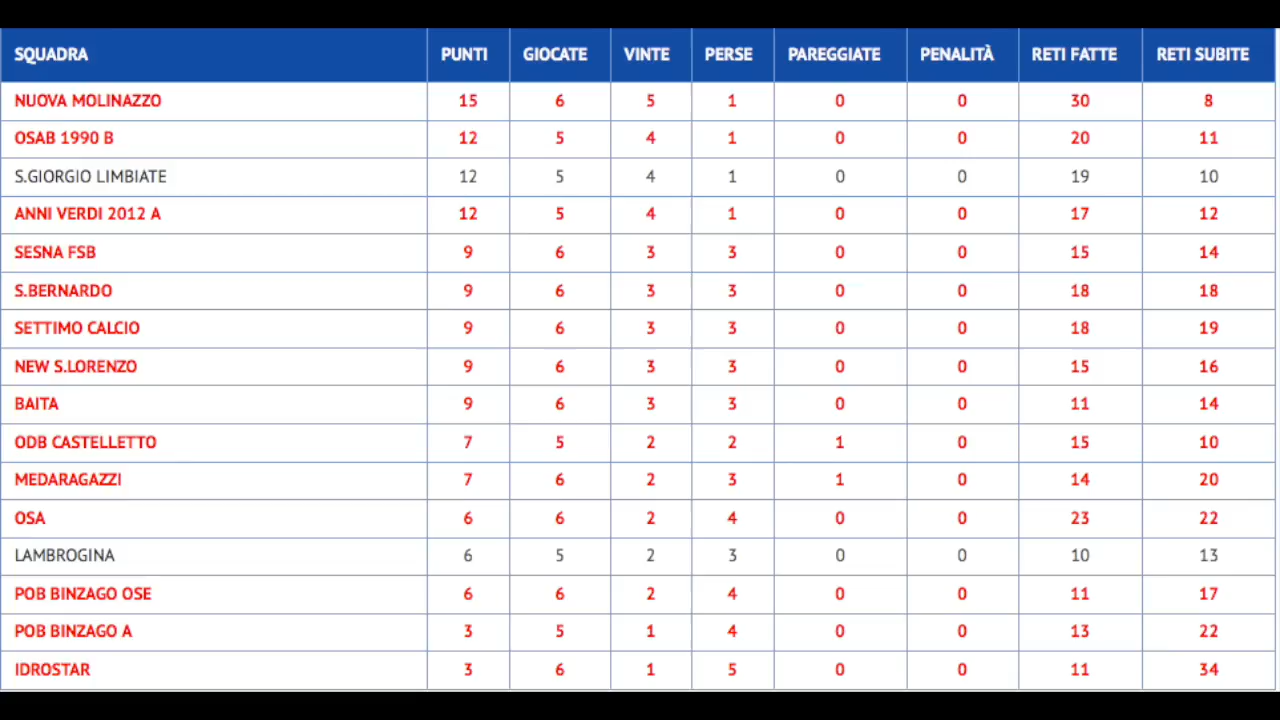 SQUADRA PUNTI GIOCATE VINTE PERSE PAREGGIATE PENALITÀ RETI FATTE RETI SUBITE
NUOVA MOLINAZZO 15 6 5 1 0 0 30 8
OSAB 1990 B 12 5 4 1 0 0 20 11
S.GIORGIO LIMBIATE 12 5 4 1 0 0 19 10
ANNI VERDI 2012 A 12 5 4 1 0 0 17 12
SESNA FSB 9 6 3 3 0 0 15 14
S.BERNARDO 9 6 3 3 0 0 18 18
SETTIMO CALCIO 9 6 3 3 0 0 18 19
NEW S.LORENZO 9 6 3 3 0 0 15 16
BAITA 9 6 3 3 0 0 11 14
ODB CASTELLETTO 7 5 2 2 1 0 15 10
MEDARAGAZZI 7 6 2 3 1 0 14 20
OSA 6 6 2 4 0 0 23 22
LAMBROGINA 6 5 2 3 0 0 10 13
POB BINZAGO OSE 6 6 2 4 0 0 11 17
POB BINZAGO A 3 5 1 4 0 0 13 22
IDROSTAR 3 6 1 5 0 0 11 34